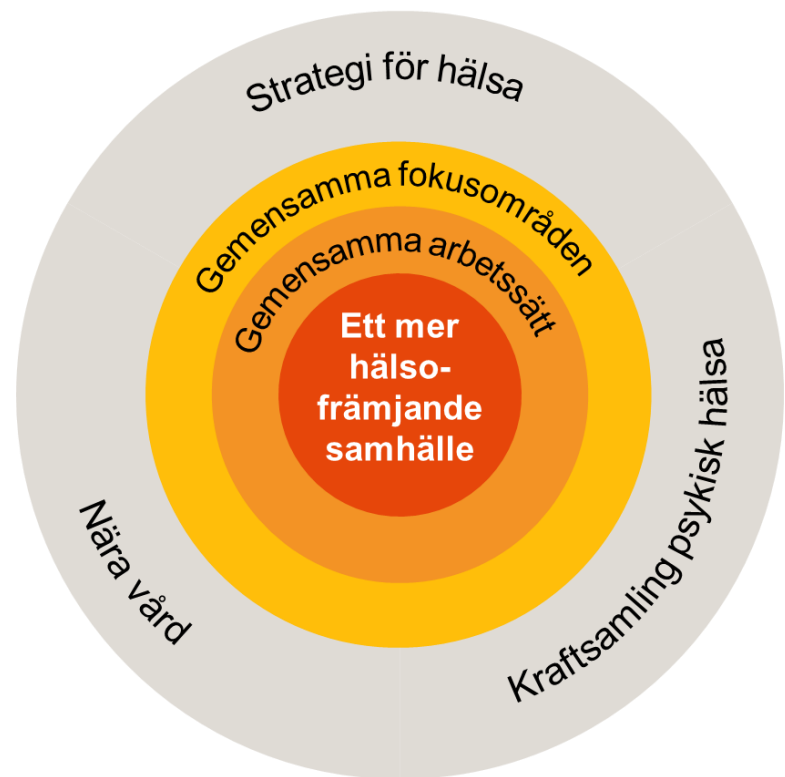 Strategi för hälsa
Gemensamma fokusområden
Gemensamma arbetssätt
Ett mer
hälso-
främjande
samhälle
Nära vård
Kraftsamling psykisk hälsa